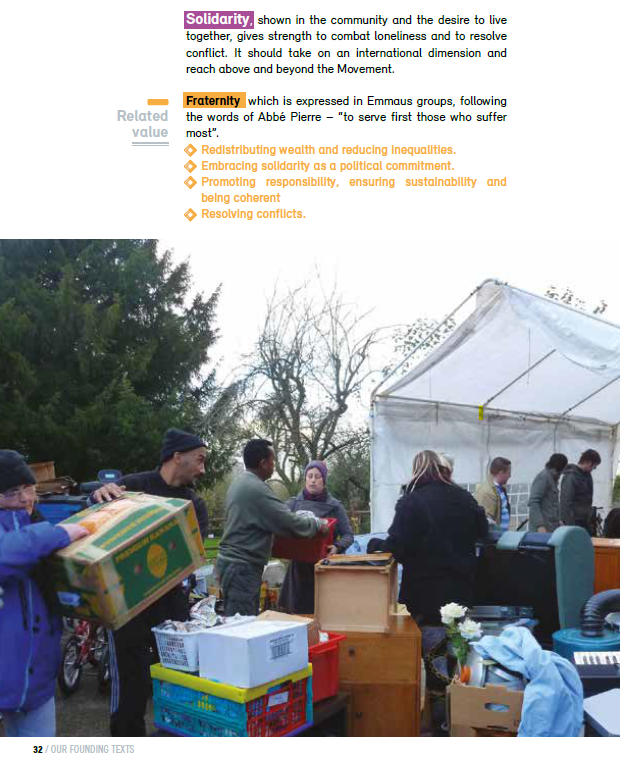 Solidarity, shown in the community and the desire to live
together, gives strength to combat loneliness and to resolve
conflict. It should take on an international dimension and
reach above and beyond the Movement.
Related
value
Fraternity which is expressed in Emmaus groups, following
the words of Abbé Pierre – “to serve first those who suffer
most”.
Redistributing wealth and reducing inequalities.
Embracing solidarity as a political commitment.
Promoting responsibility, ensuring sustainability and
being coherent
Resolving conflicts.
32 / OUR FOUNDING TEXTS